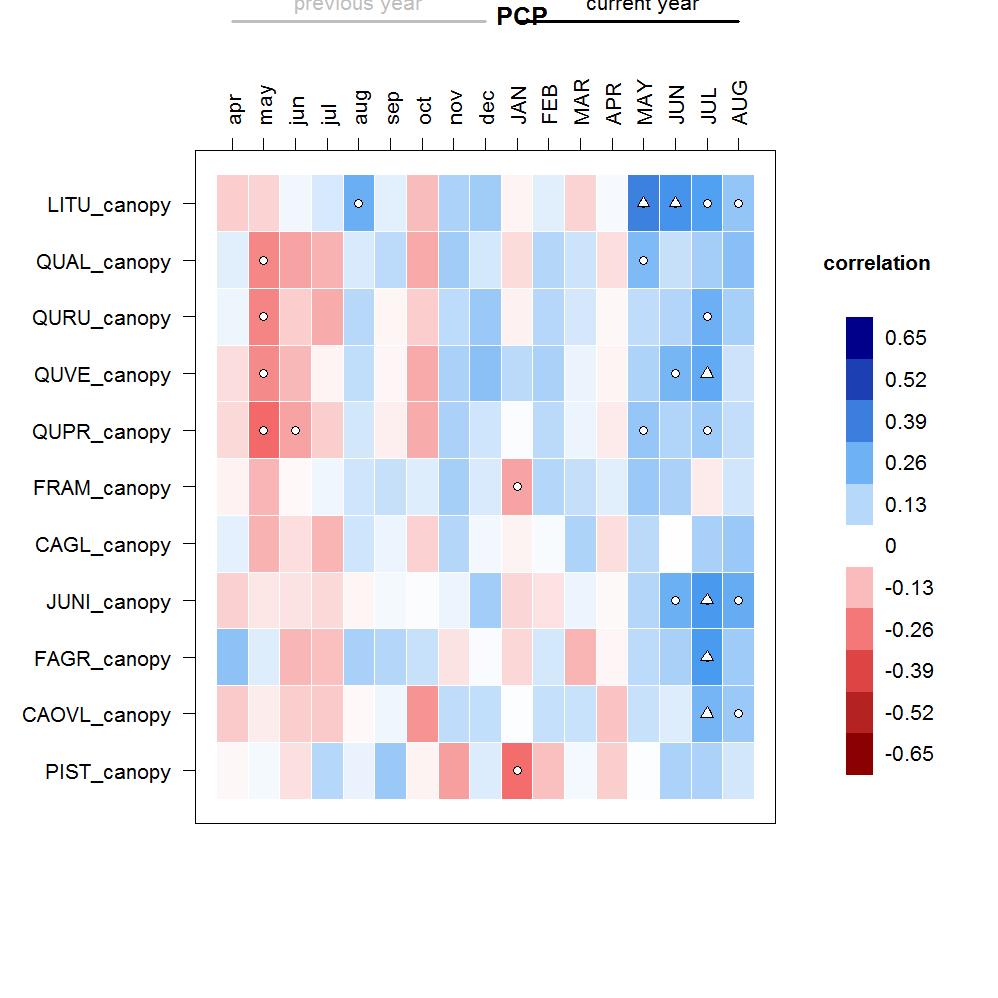 previous year
current year
PCP
apr may jun jul aug sep oct nov dec JAN FEB MAR APR MAY JUN JUL AUG
LITU_canopy
QUAL_canopy
QURU_canopy
QUVE_canopy
QUPR_canopy
FRAM_canopy
CAGL_canopy
JUNI_canopy
FAGR_canopy
CAOVL_canopy
PIST_canopy
correlation
0.65
0.52
0.39
0.26
0.13
0
-0.13
-0.26
-0.39
-0.52
-0.65